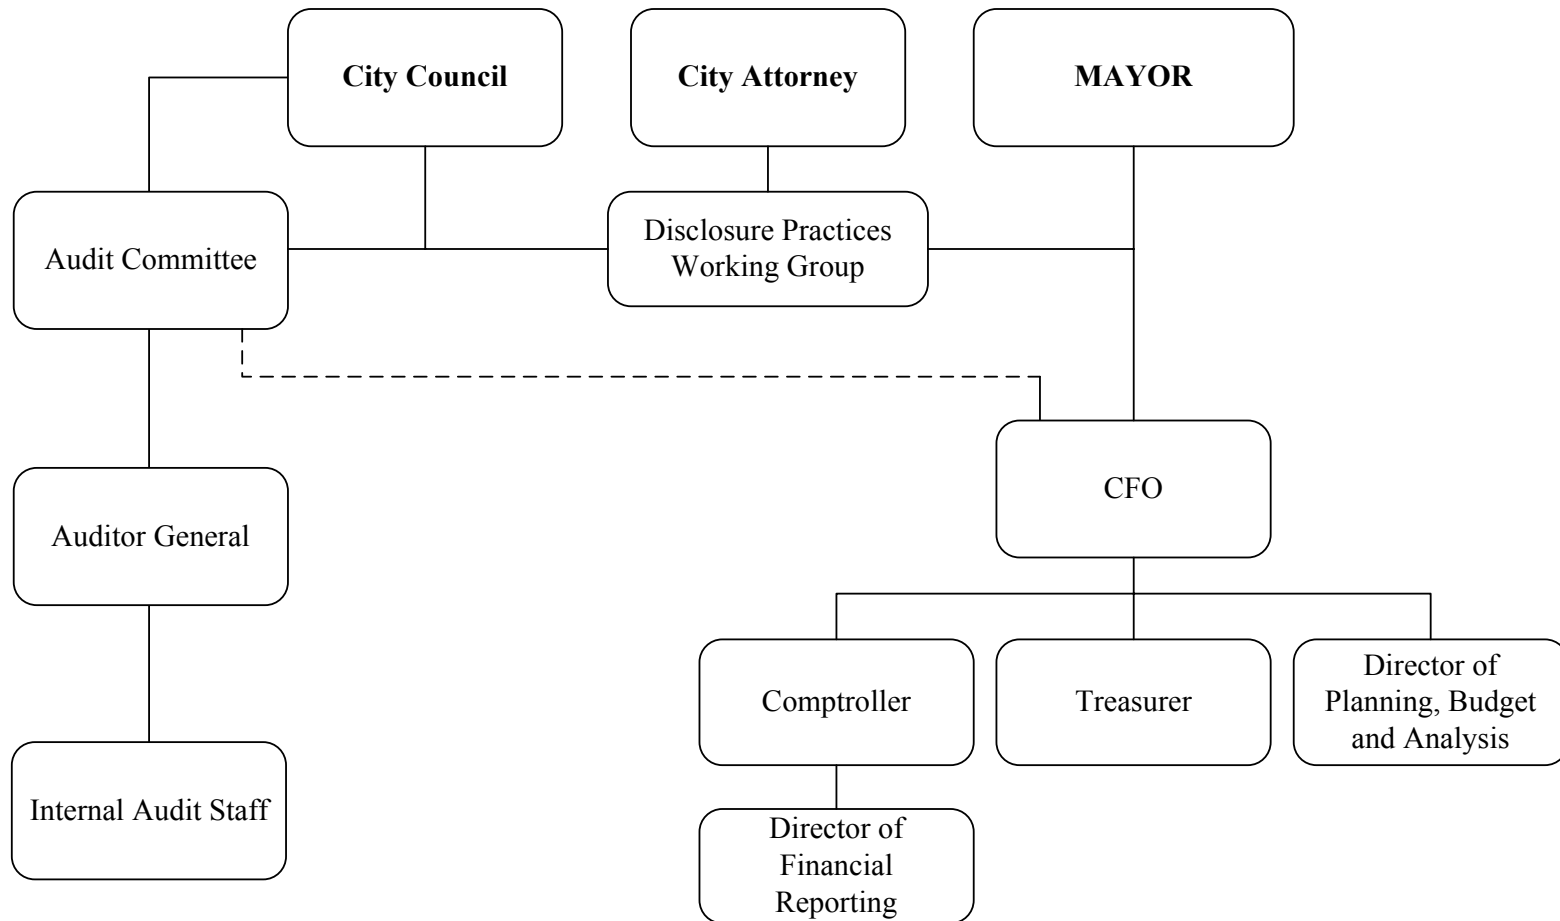 City Council
City Attorney
MAYOR
Audit Committee
Disclosure Practices
Working Group
CFO
Auditor General
Comptroller
Treasurer
Director of
Planning, Budget
and Analysis
Internal Audit Staff
Director of
Financial
Reporting